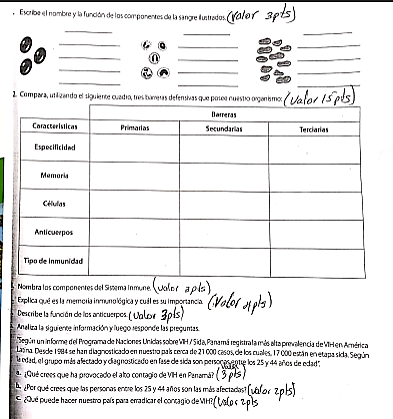 Escribe el nombre y la función de los componentes de la sangre ilustrados. (Valor 3pts)
2. Compara, utilizando el siguiente cuadro, tres barreras defensivas que posee nuestro organismo: (Valor 15 pts)
Barreras
Características Primarias Secundarias Terciarias
Especificidad
Memoria
Células
Anticuerpos
Tipo de inmunidad
Nombra los componentes del Sistema Inmune. (Valor 2pts)
Explica qué es la memoria inmunológica y cuál es su importancia. (Valor 4pts)
Describe la función de los anticuerpos. (Valor 3pts)
Analiza la siguiente información y luego responde las preguntas.
"Según un informe del Programa de Naciones Unidas sobre VIH / Sida, Panamá registra la más alta prevalencia de VIH en América
Latina. Desde 1984 se han diagnosticado en nuestro país cerca de 21 000 casos, de los cuales, 17 000 están en etapa sida. Según
la edad, el grupo más afectado y diagnosticado en fase de sida son personas entre los 25 y 44 años de edad".
a. ¿Qué crees que ha provocado el alto contagio de VIH en Panamá? (Valor 3 pts)
b. ¿Por qué crees que las personas entre los 25 y 44 años son las más afectadas? (Valor 2pts)
c. ¿Qué puede hacer nuestro país para erradicar el contagio de VIH? (Valor 2pts